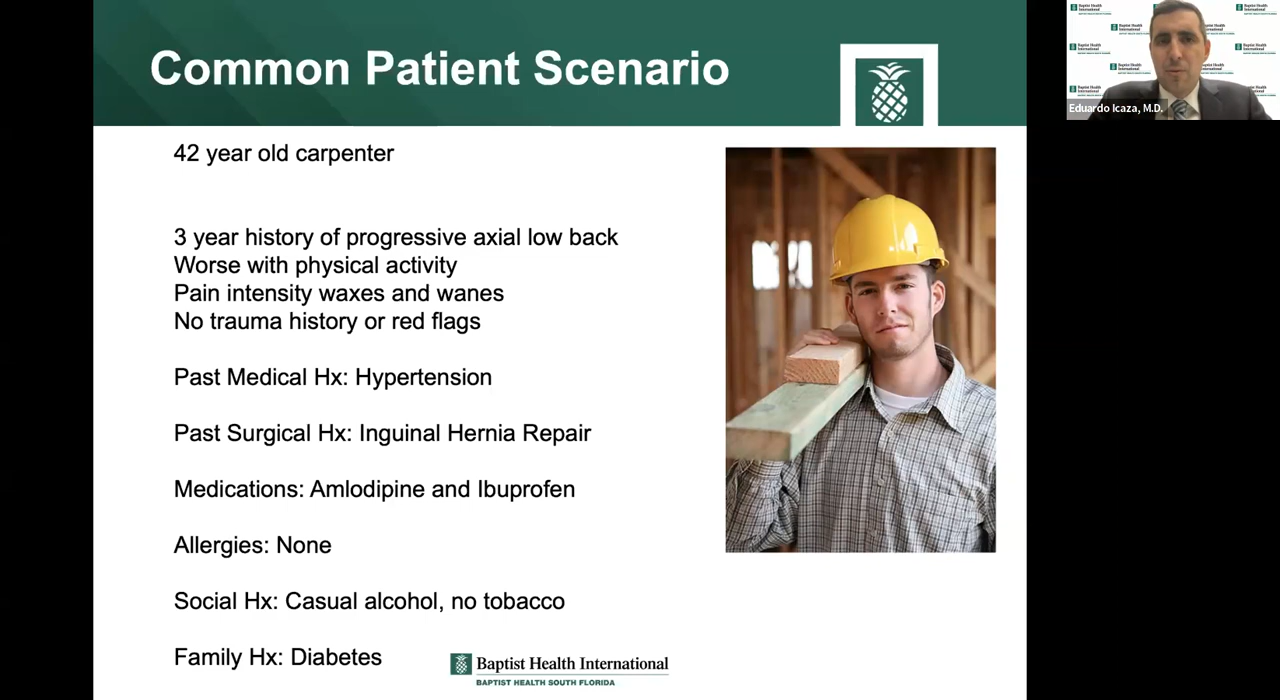 Common Patient Scenario
42 year old carpenter
3 year history of progressive axial low back
Worse with physical activity
Pain intensity waxes and wanes
No trauma history or red flags
Past Medical Hx: Hypertension
Past Surgical Hx: Inguinal Hernia Repair
Medications: Amlodipine and Ibuprofen
Allergies: None
Social Hx: Casual alcohol, no tobacco
Family Hx: Diabetes
Baptist Health International
BAPTIST HEALTH SOUTH FLORIDA
Eduardo Icaza, M.D.